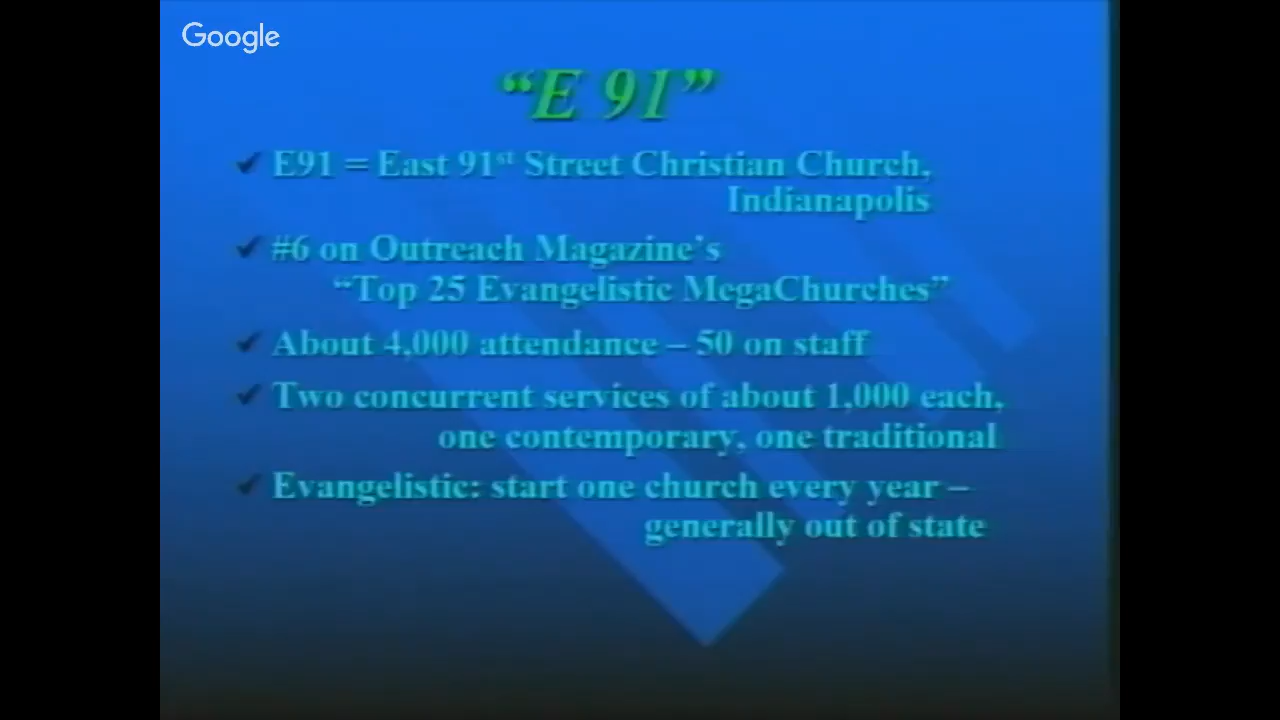 Google
“E 91”
✓ E91 = East 91st Street Christian Church,
Indianapolis
✓ #6 on Outreach Magazine’s
“Top 25 Evangelistic MegaChurches”
✓ About 4,000 attendance – 50 on staff
✓ Two concurrent services of about 1,000 each,
one contemporary, one traditional
✓ Evangelistic: start one church every year –
generally out of state